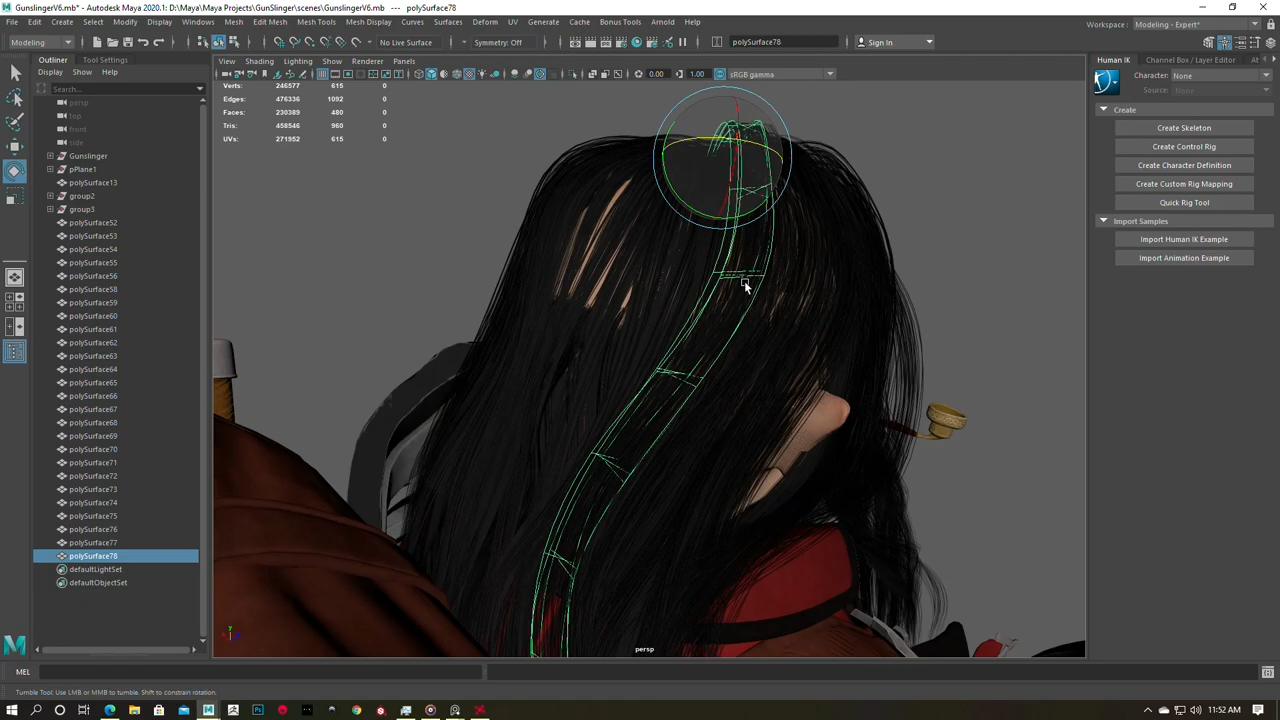 GunslingerV6.mb* - Autodesk Maya 2020.1: D:\Maya\Maya Projects\GunSlinger\scenes\GunslingerV6.mb* --- polySurface78
File Edit Create Select Modify Display Windows Mesh Edit Mesh Mesh Tools Mesh Display Curves Surfaces Deform UV Generate Cache Bonus Tools Arnold Help
Workspace : Modeling - Expert*
Modeling No Live Surface Symmetry: Off polySurface78 Sign In
Outliner Tool Settings
Display Show Help
Search...
persp
top
front
side
Gunslinger
pPlane1
polySurface13
group2
group3
polySurface52
polySurface53
polySurface54
polySurface55
polySurface56
polySurface58
polySurface59
polySurface60
polySurface61
polySurface62
polySurface63
polySurface64
polySurface65
polySurface66
polySurface67
polySurface68
polySurface69
polySurface70
polySurface71
polySurface72
polySurface73
polySurface74
polySurface75
polySurface76
polySurface77
polySurface78
defaultLightSet
defaultObjectSet
View Shading Lighting Show Renderer Panels
0.00 1.00 sRGB gamma
Verts: 246577 615 0
Edges: 476336 1092 0
Faces: 230389 480 0
Tris: 458546 960 0
UVs: 271952 615 0
persp
Human IK Channel Box / Layer Editor At
Character: None
Source: None
Create
Create Skeleton
Create Control Rig
Create Character Definition
Create Custom Rig Mapping
Quick Rig Tool
Import Samples
Import Human IK Example
Import Animation Example
MEL
Tumble Tool: Use LMB or MMB to tumble. Shift to constrain rotation.
11:52 AM